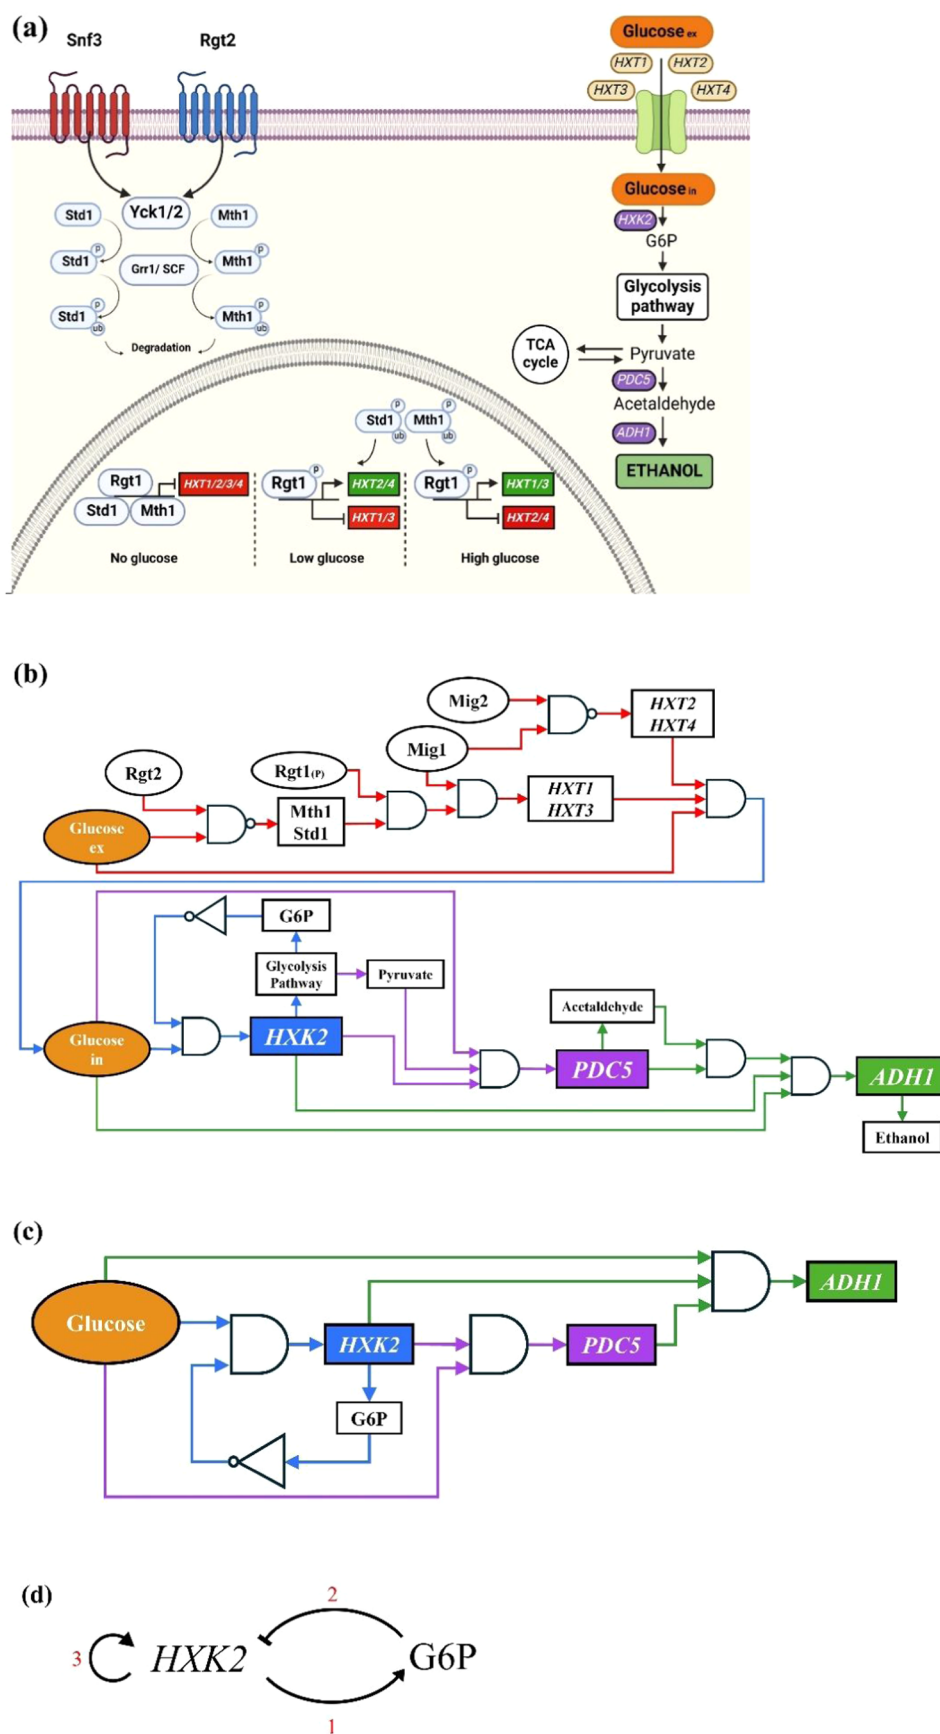 (a)
Snf3
Rgt2
Glucose ex
HXT1
HXT2
HXT3
HXT4
Glucose in
HXK2
G6P
Glycolysis
pathway
TCA
cycle
Pyruvate
PDC5
Acetaldehyde
ADH1
ETHANOL
Yck1/2
Std1
Mth1
Std1
P
Grr1/ SCF
Mth1
P
Std1
P
ub
Mth1
P
ub
Degradation
Std1
P
ub
Mth1
P
ub
Rgt1
Std1
Mth1
HXT1/2/3/4
Rgt1
P
HXT2/4
HXT1/3
Rgt1
P
HXT1/3
HXT2/4
No glucose
Low glucose
High glucose
(b)
Mig2
HXT2
HXT4
Mig1
Rgt2
Rgt1(P)
Glucose
ex
Mth1
Std1
HXT1
HXT3
G6P
Glycolysis
Pathway
Pyruvate
Glucose
in
HXK2
Acetaldehyde
PDC5
ADH1
Ethanol
(c)
Glucose
HXK2
PDC5
ADH1
G6P
(d)
2
3
HXK2
G6P
1